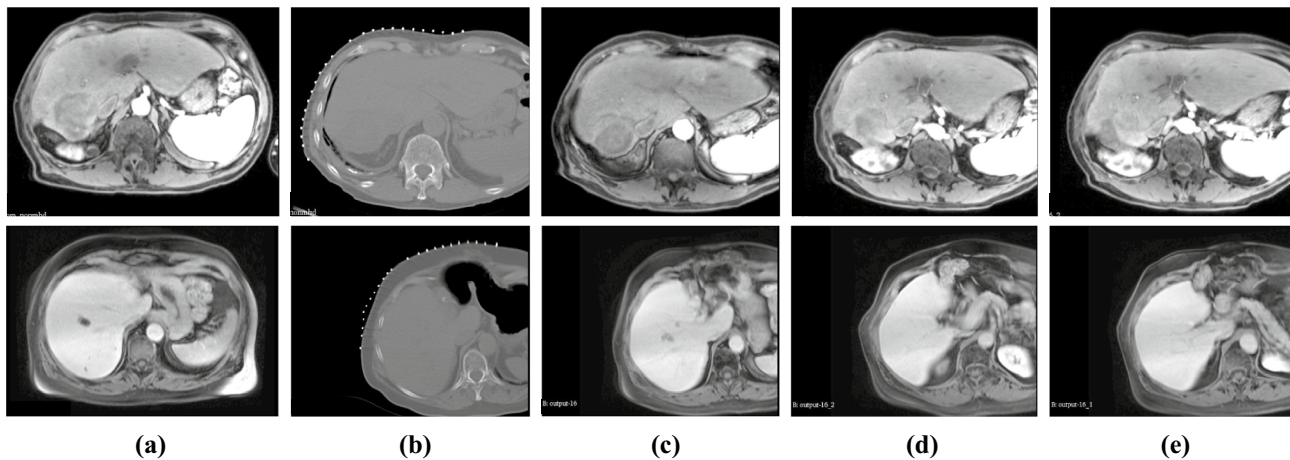 B: output-16
B: output-16_2
B: output-16_1
(a)
(b)
(c)
(d)
(e)